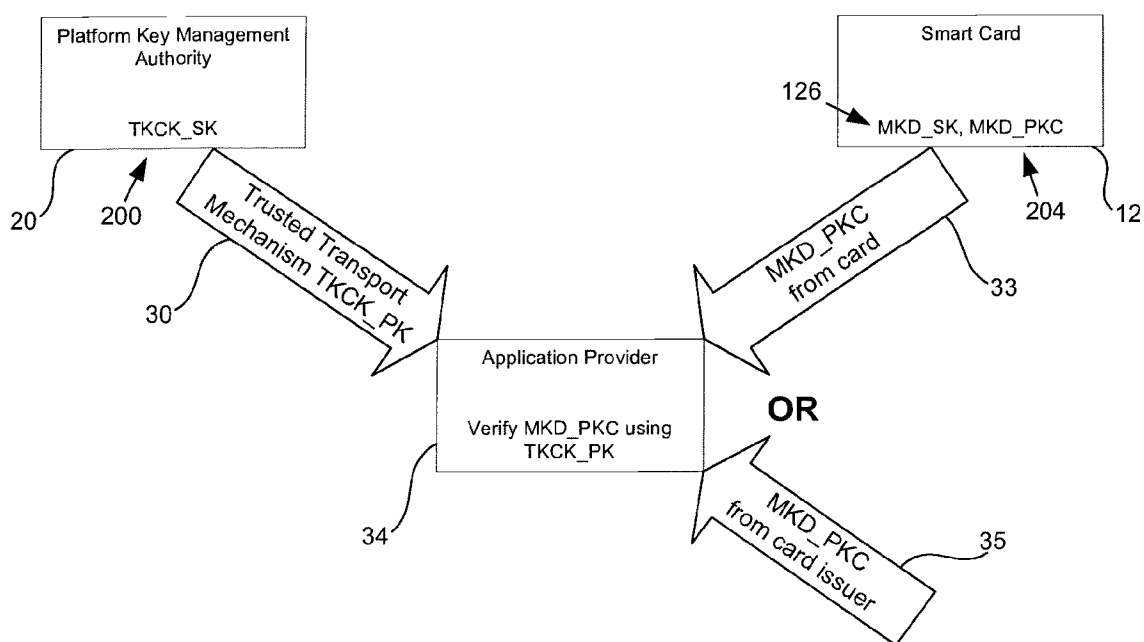 Platform Key Management
Authority
TKCK_SK
20
200
Smart Card
126
MKD_SK, MKD_PKC
204
12
Trusted Transport
Mechanism TKCK_PK
30
MKD_PKC
from card
33
Application Provider
Verify MKD_PKC using
TKCK_PK
34
OR
MKD_PKC
from card issuer
35